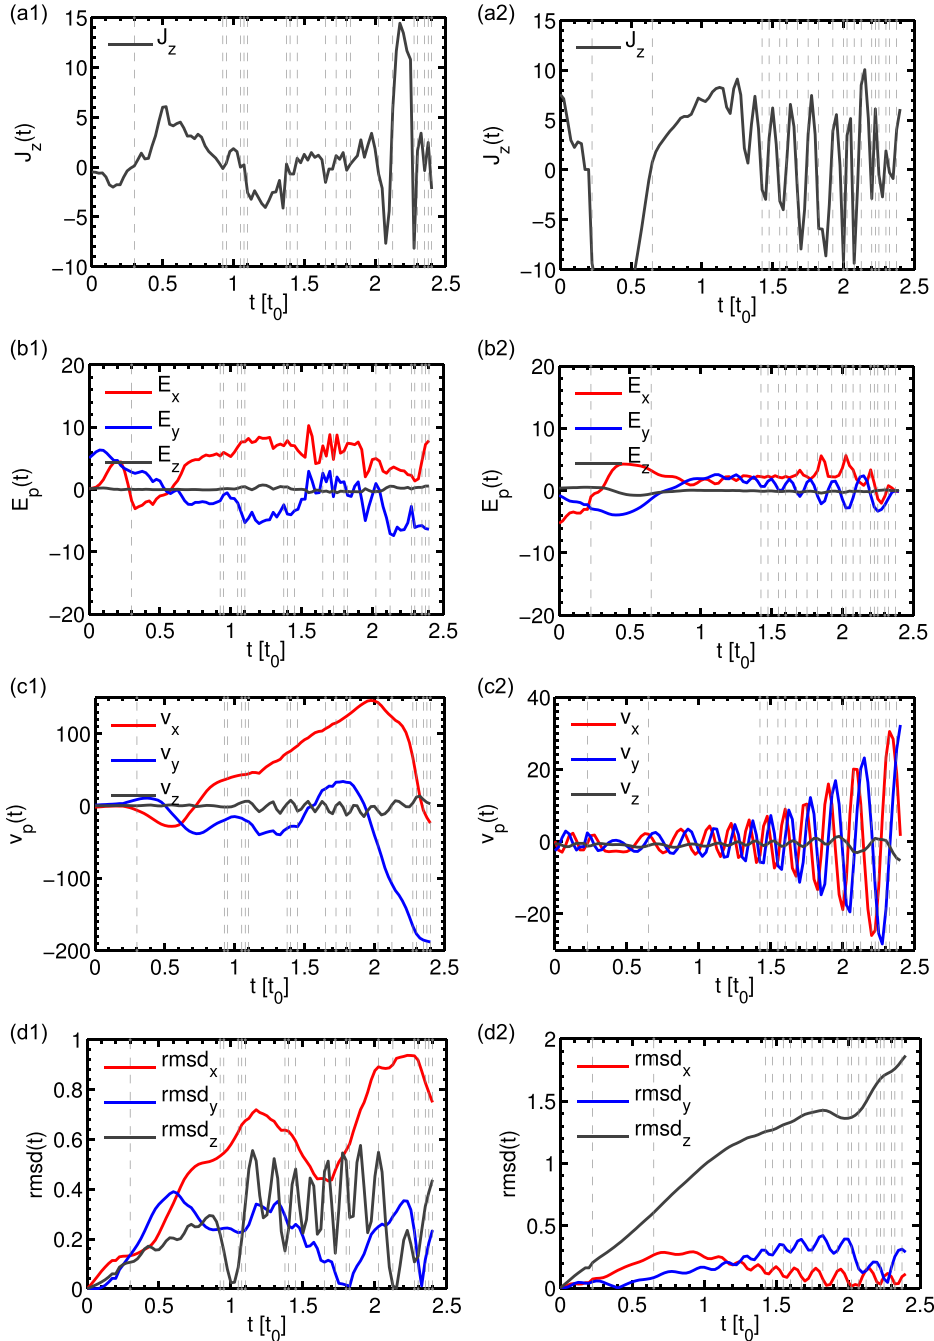 (a1)
J_z
J_z(t)
15
10
5
0
−5
−10
0 0.5 1 1.5 2 2.5
t [t_0]
(a2)
J_z
J_z(t)
15
10
5
0
−5
−10
0 0.5 1 1.5 2 2.5
t [t_0]
(b1)
E_x
E_y
E_z
E_p(t)
20
10
0
−10
−20
0 0.5 1 1.5 2 2.5
t [t_0]
(b2)
E_x
E_y
E_z
E_p(t)
20
10
0
−10
−20
0 0.5 1 1.5 2 2.5
t [t_0]
(c1)
v_x
v_y
v_z
v_p(t)
100
0
−100
−200
0 0.5 1 1.5 2 2.5
t [t_0]
(c2)
v_x
v_y
v_z
v_p(t)
40
20
0
−20
0 0.5 1 1.5 2 2.5
t [t_0]
(d1)
rmsd_x
rmsd_y
rmsd_z
rmsd(t)
1
0.8
0.6
0.4
0.2
0
0 0.5 1 1.5 2 2.5
t [t_0]
(d2)
rmsd_x
rmsd_y
rmsd_z
rmsd(t)
2
1.5
1
0.5
0
0 0.5 1 1.5 2 2.5
t [t_0]